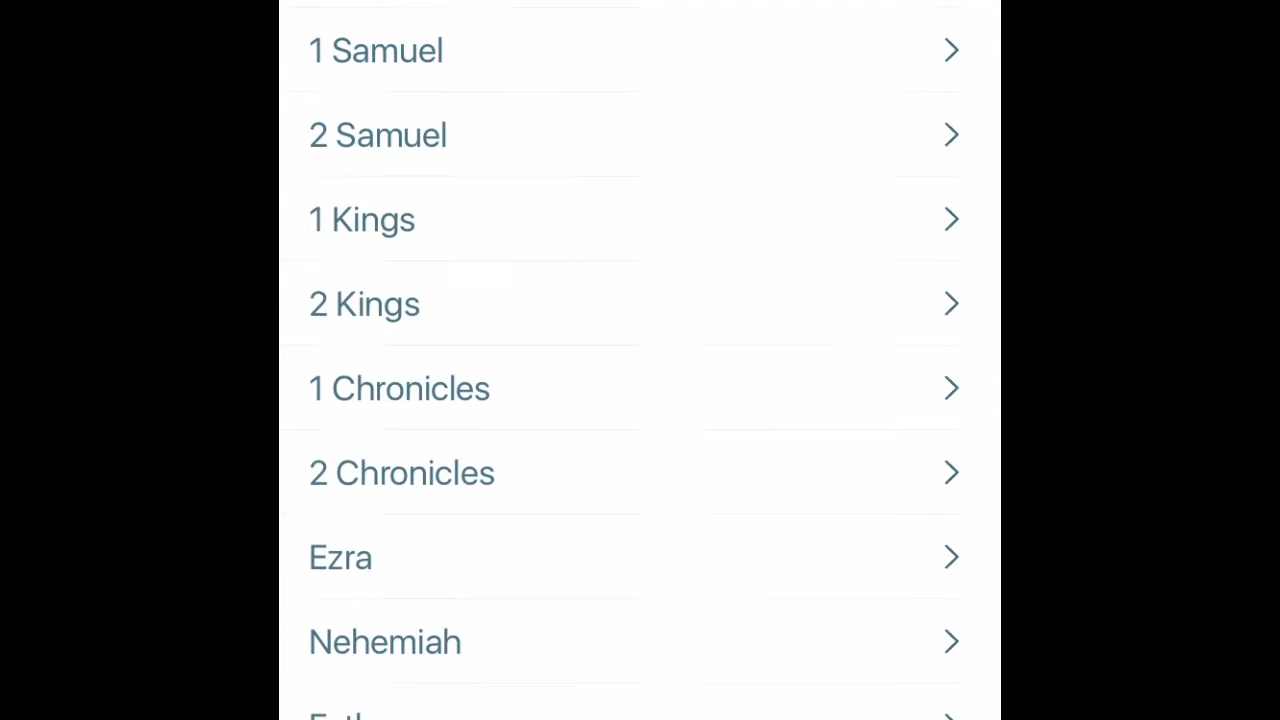 1 Samuel
2 Samuel
1 Kings
2 Kings
1 Chronicles
2 Chronicles
Ezra
Nehemiah